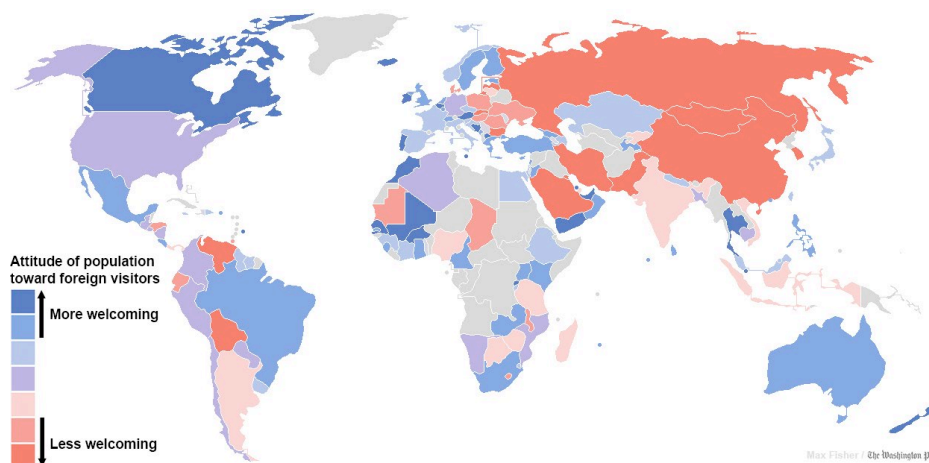 Attitude of population
toward foreign visitors
More welcoming
Less welcoming
Max Fisher / The Washington P